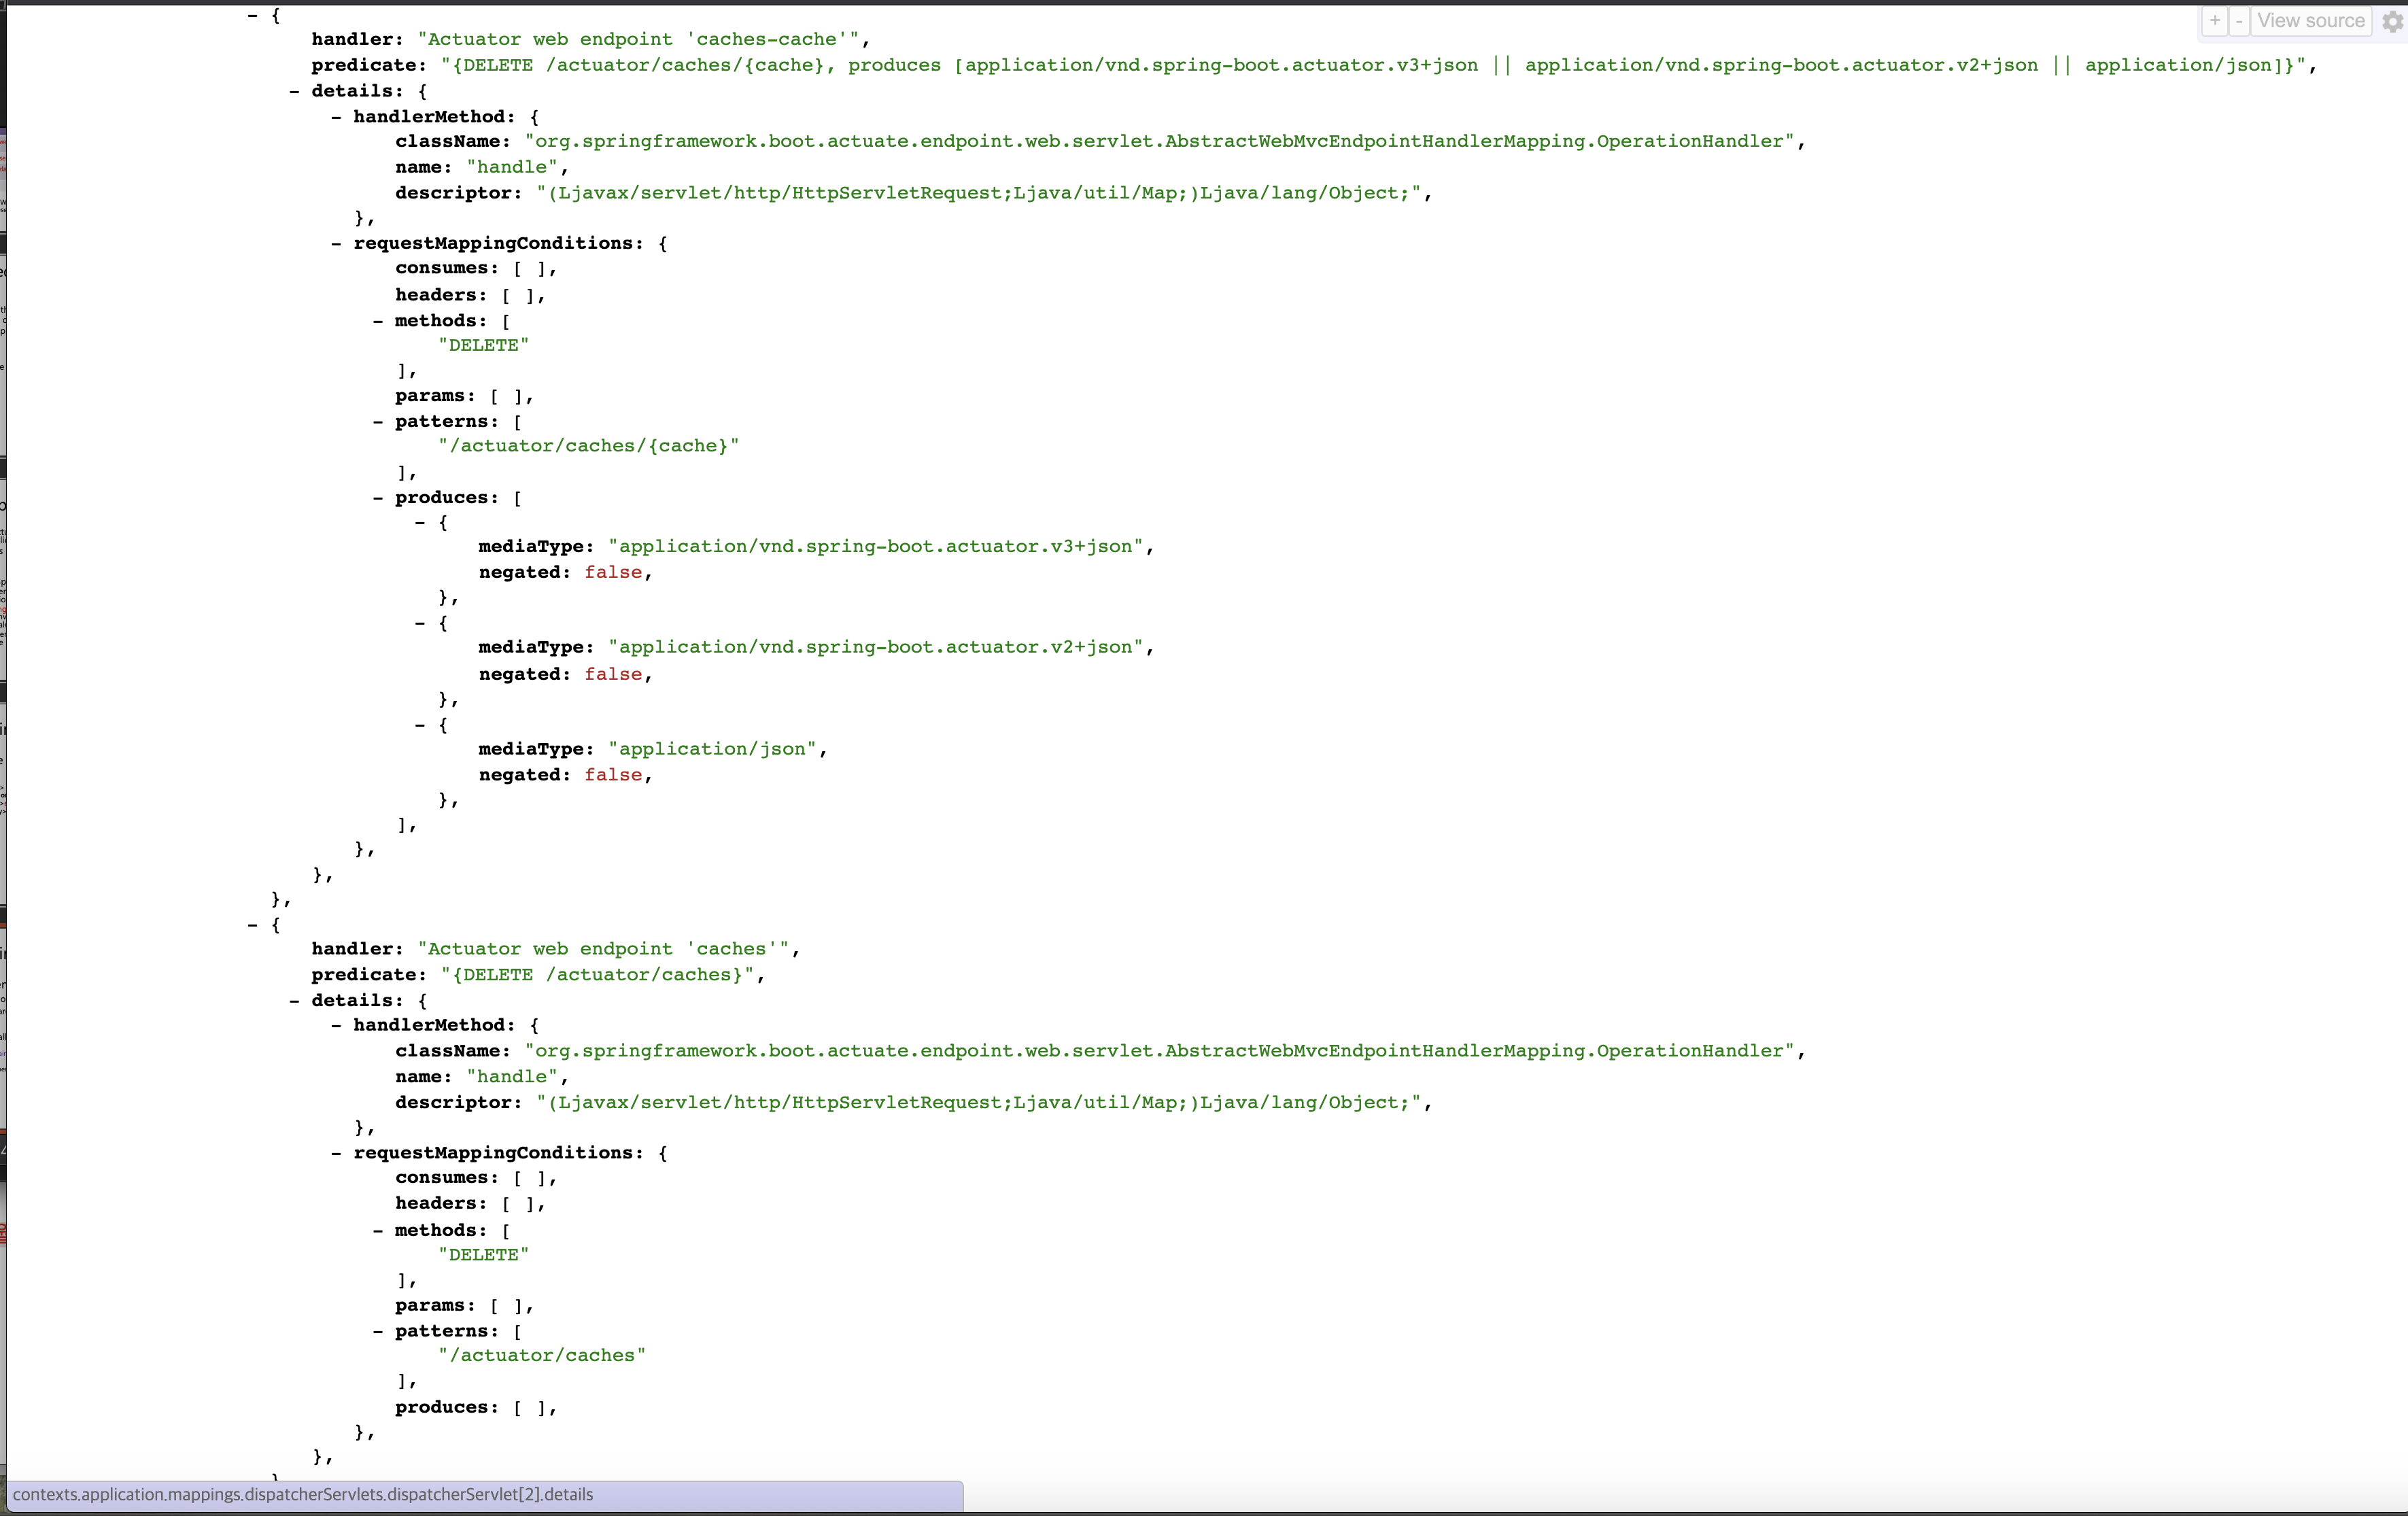 + - View source
- {
handler: "Actuator web endpoint 'caches-cache'",
predicate: "{DELETE /actuator/caches/{cache}, produces [application/vnd.spring-boot.actuator.v3+json || application/vnd.spring-boot.actuator.v2+json || application/json]}",
- details: {
- handlerMethod: {
className: "org.springframework.boot.actuate.endpoint.web.servlet.AbstractWebMvcEndpointHandlerMapping.OperationHandler",
name: "handle",
descriptor: "(Ljavax/servlet/http/HttpServletRequest;Ljava/util/Map;)Ljava/lang/Object;",
},
- requestMappingConditions: {
consumes: [ ],
headers: [ ],
- methods: [
"DELETE"
],
params: [ ],
- patterns: [
"/actuator/caches/{cache}"
],
- produces: [
- {
mediaType: "application/vnd.spring-boot.actuator.v3+json",
negated: false,
},
- {
mediaType: "application/vnd.spring-boot.actuator.v2+json",
negated: false,
},
- {
mediaType: "application/json",
negated: false,
},
],
},
},
},
- {
handler: "Actuator web endpoint 'caches'",
predicate: "{DELETE /actuator/caches}",
- details: {
- handlerMethod: {
className: "org.springframework.boot.actuate.endpoint.web.servlet.AbstractWebMvcEndpointHandlerMapping.OperationHandler",
name: "handle",
descriptor: "(Ljavax/servlet/http/HttpServletRequest;Ljava/util/Map;)Ljava/lang/Object;",
},
- requestMappingConditions: {
consumes: [ ],
headers: [ ],
- methods: [
"DELETE"
],
params: [ ],
- patterns: [
"/actuator/caches"
],
produces: [ ],
},
},
contexts.application.mappings.dispatcherServlets.dispatcherServlet[2].details